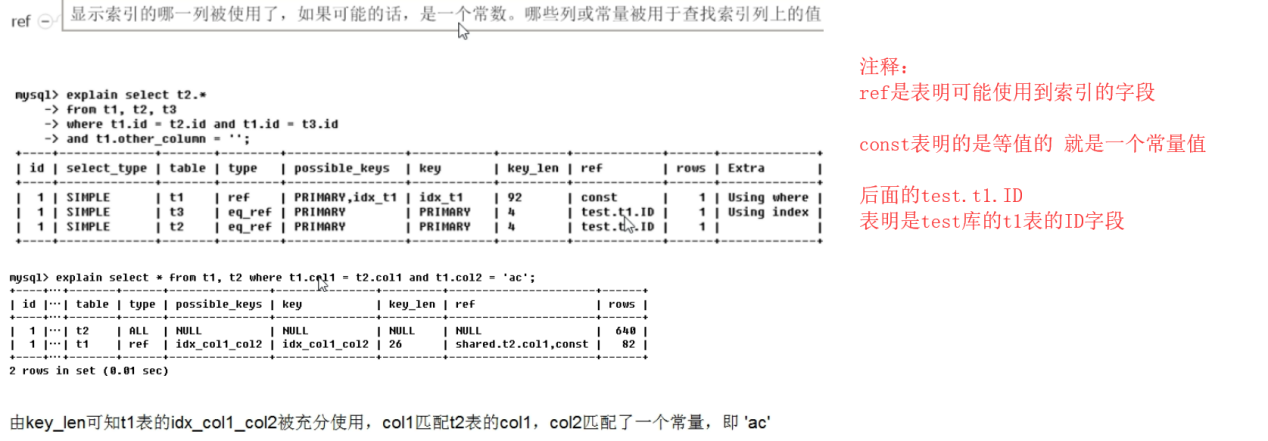 ref
显示索引的哪一列被使用了，如果可能的话，是一个常数。哪些列或常量被用于查找索引列上的值
mysql> explain select t2.*
-> from t1, t2, t3
-> where t1.id = t2.id and t1.id = t3.id
-> and t1.other_column = '';
| id | select_type | table | type | possible_keys | key | key_len | ref | rows | Extra |
| 1 | SIMPLE | t1 | ref | PRIMARY,idx_t1 | idx_t1 | 92 | const | 1 | Using where |
| 1 | SIMPLE | t3 | eq_ref | PRIMARY | PRIMARY | 4 | test.t1.ID | 1 | Using index |
| 1 | SIMPLE | t2 | eq_ref | PRIMARY | PRIMARY | 4 | test.t1.ID | 1 | |
mysql> explain select * from t1, t2 where t1.col1 = t2.col1 and t1.col2 = 'ac';
| id |…| table | type | possible_keys | key | key_len | ref | rows |
| 1 |…| t2 | ALL | NULL | NULL | NULL | NULL | 640 |
| 1 |…| t1 | ref | idx_col1_col2 | idx_col1_col2 | 26 | shared.t2.col1,const | 82 |
2 rows in set (0.01 sec)
由key_len可知t1表的idx_col1_col2被充分使用，col1匹配t2表的col1，col2匹配了一个常量，即 'ac'
注释：
ref是表明可能使用到索引的字段
const表明的是等值的 就是一个常量值
后面的test.t1.ID
表明是test库的t1表的ID字段